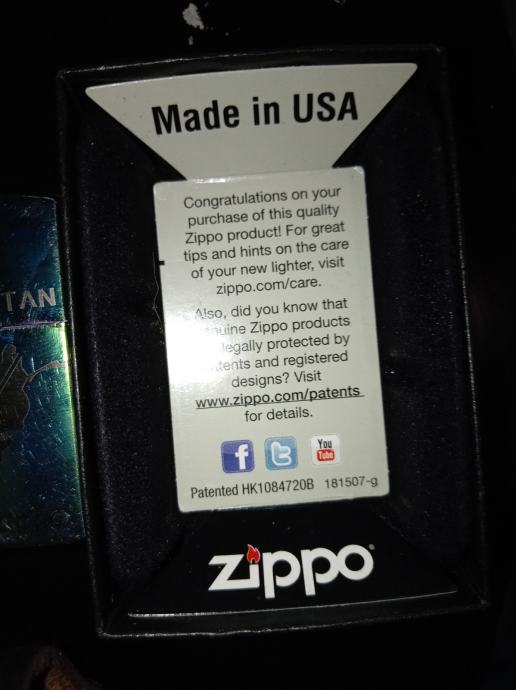 Made in USA
Congratulations on your
purchase of this quality
Zippo product! For great
tips and hints on the care
of your new lighter, visit
zippo.com/care.
Also, did you know that
genuine Zippo products
legally protected by
patents and registered
designs? Visit
www.zippo.com/patents
for details.
f
You
Tube
Patented HK1084720B 181507-g
zippo
TAN